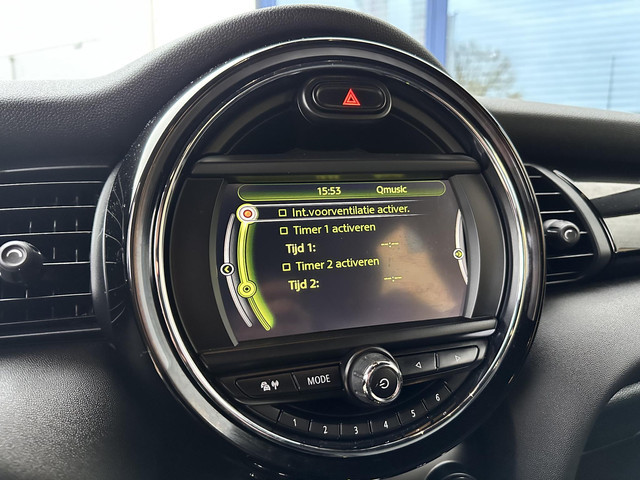 15:53 Qmusic
Int.voorventilatie activer.
Timer 1 activeren
Tijd 1: --:--
Timer 2 activeren
Tijd 2: --:--
MODE
1 2 3 4 5 6